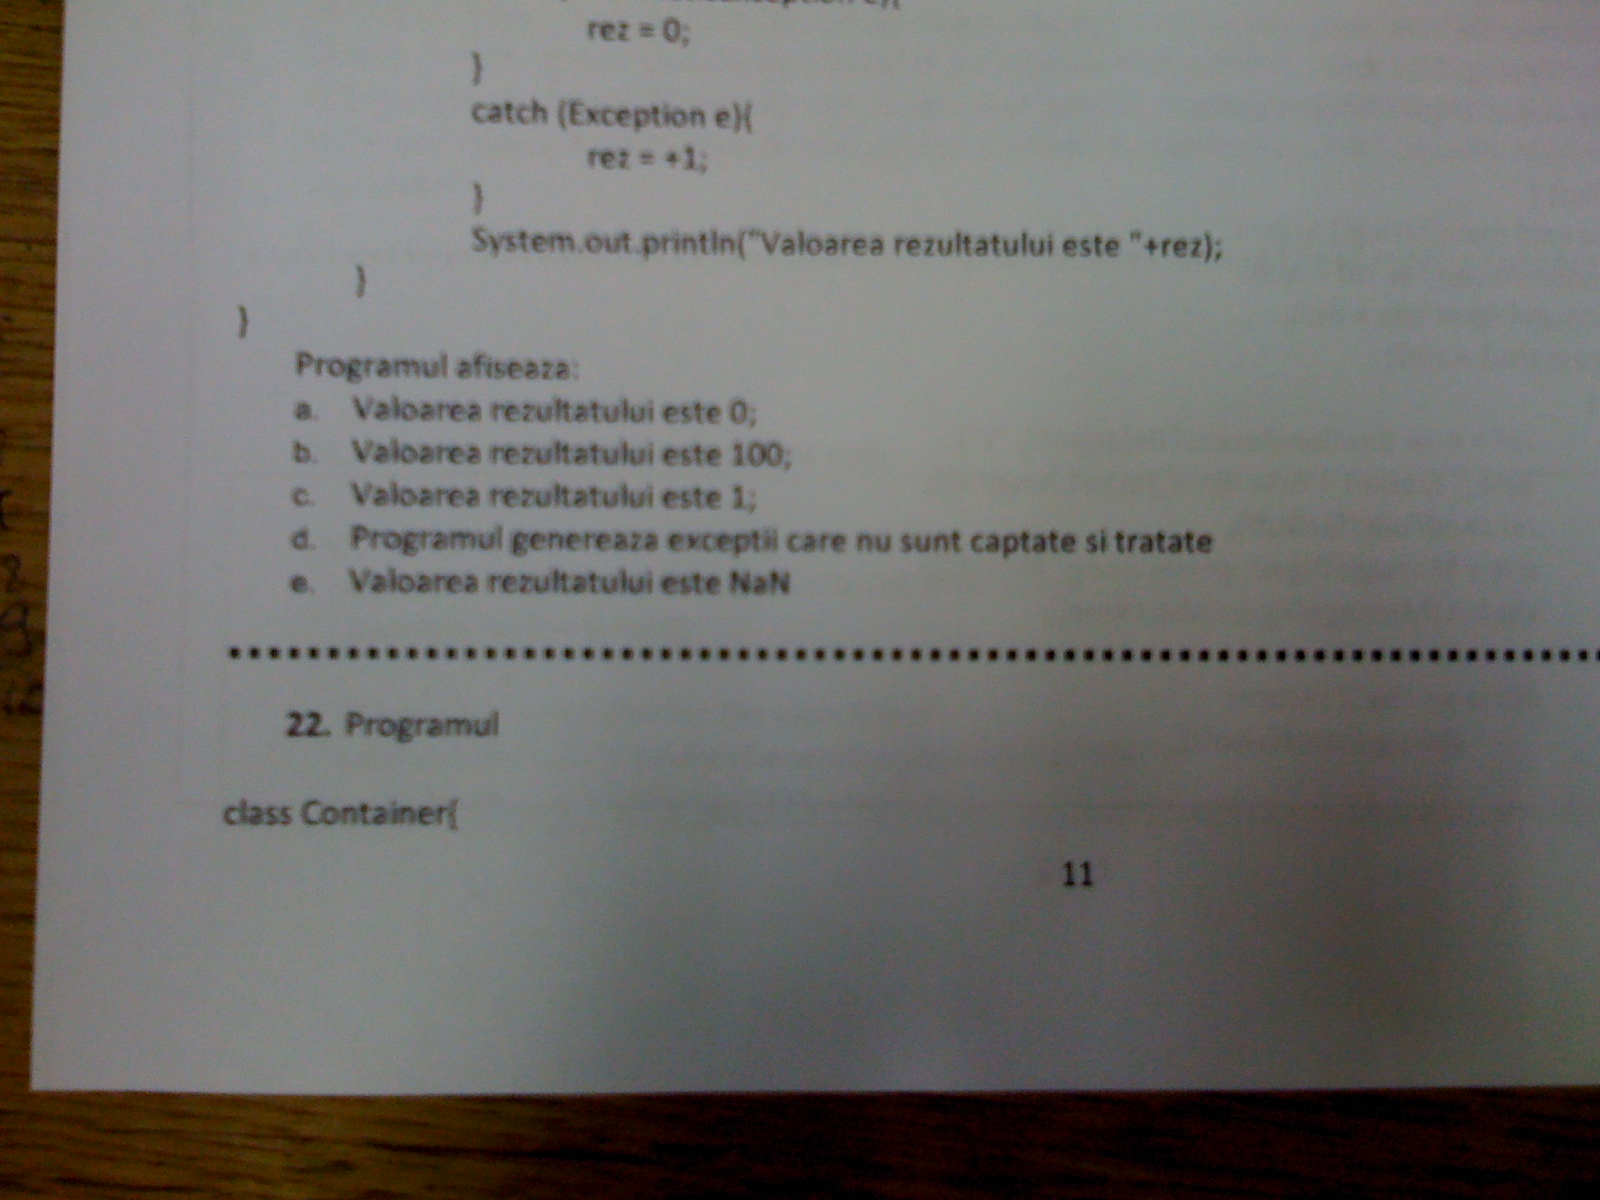 rez = 0;
}
catch (Exception e){
rez = +1;
}
System.out.println("Valoarea rezultatului este "+rez);
}
}
Programul afiseaza:
a. Valoarea rezultatului este 0;
b. Valoarea rezultatului este 100;
c. Valoarea rezultatului este 1;
d. Programul genereaza exceptii care nu sunt captate si tratate
e. Valoarea rezultatului este NaN
22. Programul
class Container{
11